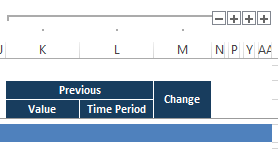 K L M N P Y AA
Previous
Change
Value Time Period